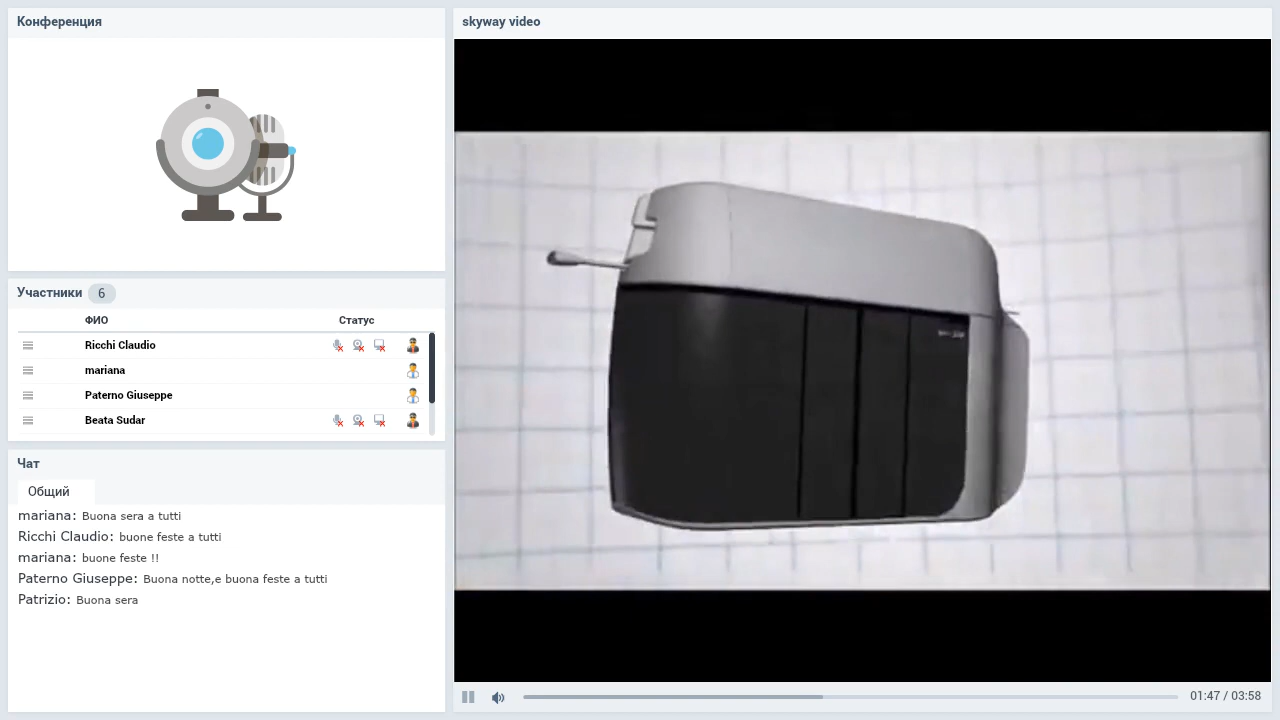 Конференция
skyway video
Участники 6
ФИО Статус
Ricchi Claudio
mariana
Paterno Giuseppe
Beata Sudar
Чат
Общий
mariana: Buona sera a tutti
Ricchi Claudio: buone feste a tutti
mariana: buone feste !!
Paterno Giuseppe: Buona notte,e buona feste a tutti
Patrizio: Buona sera
01:47 / 03:58